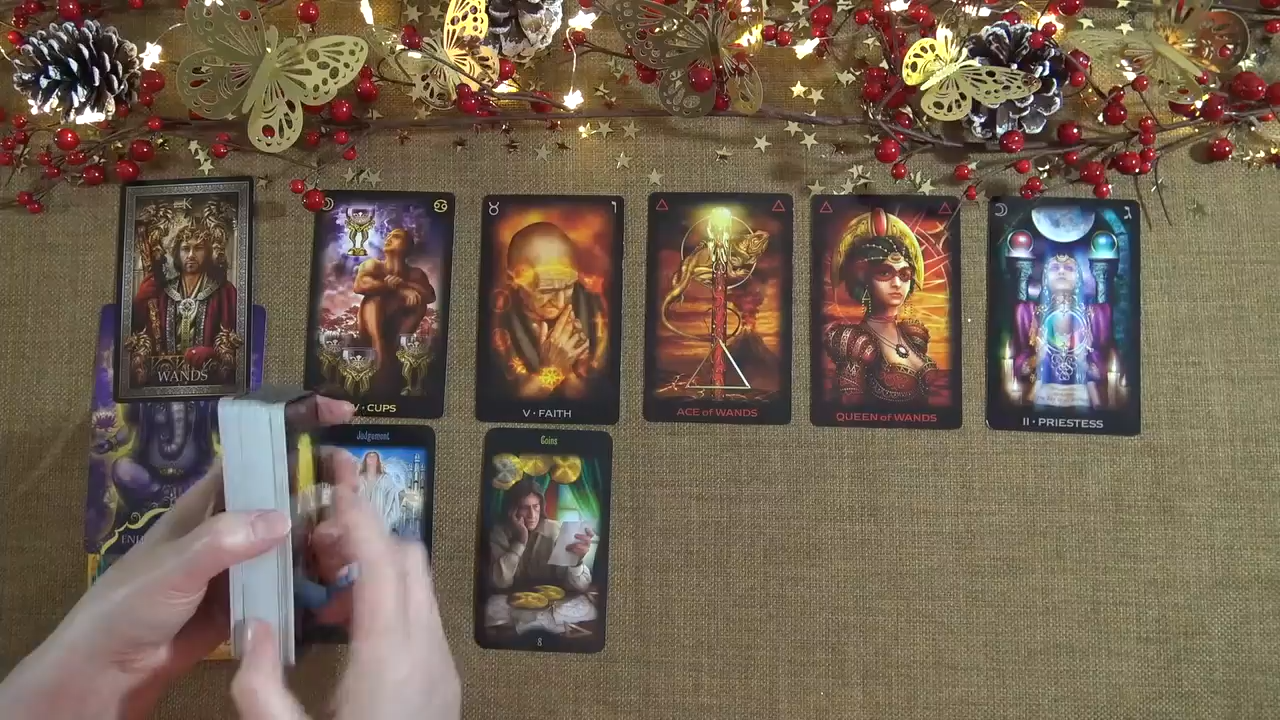 K
WANDS
V · CUPS
V · FAITH
ACE of WANDS
QUEEN of WANDS
II · PRIESTESS
Judgement
Coins
8